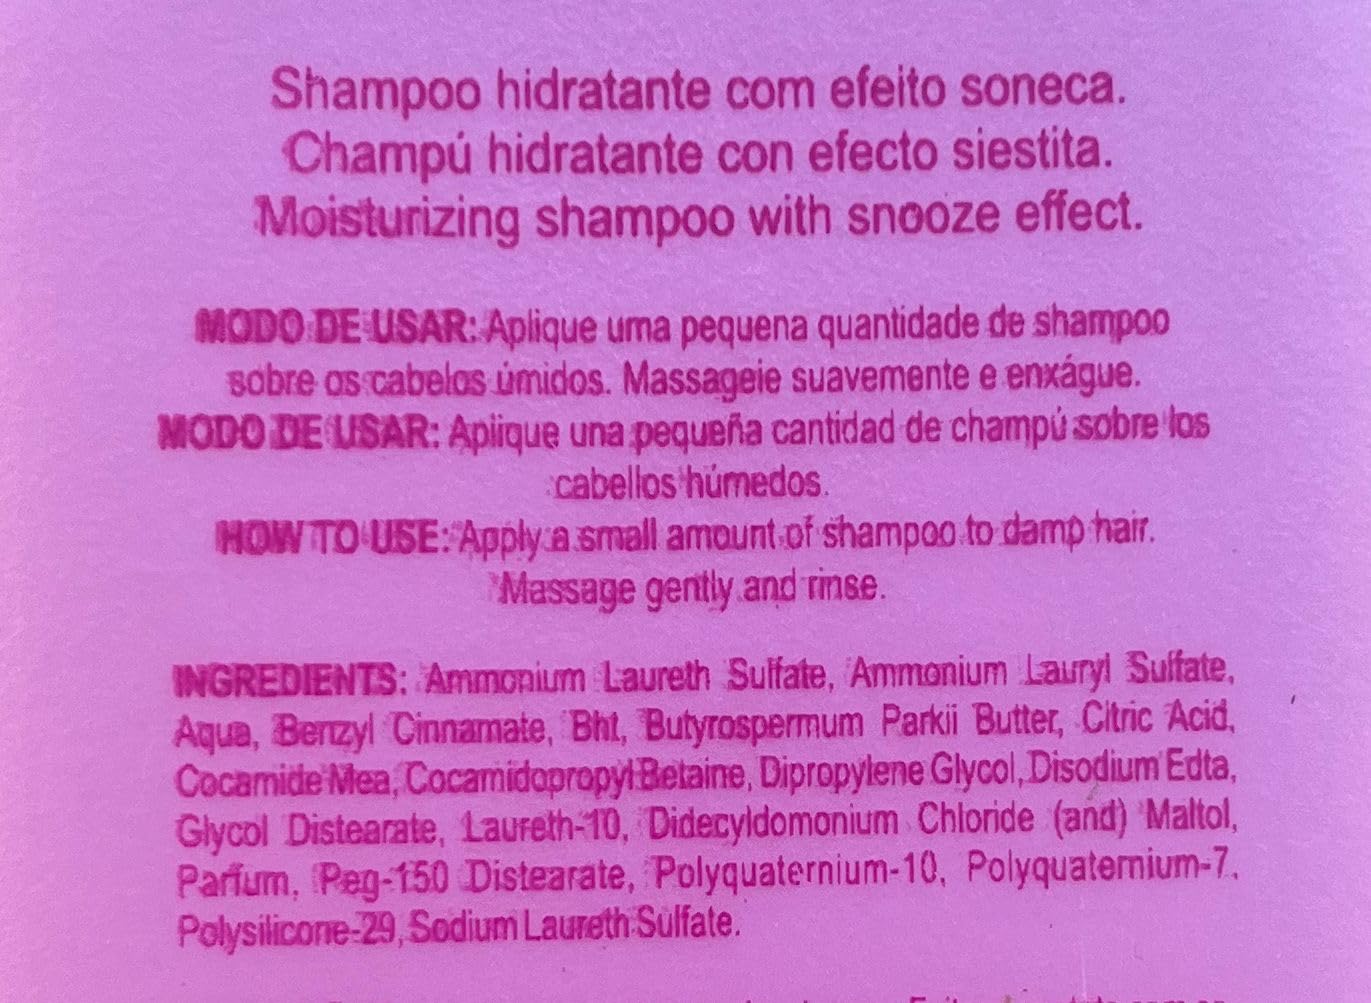 Shampoo hidratante com efeito soneca.
Champú hidratante con efecto siestita.
Moisturizing shampoo with snooze effect.
MODO DE USAR: Aplique uma pequena quantidade de shampoo
sobre os cabelos úmidos. Massageie suavemente e enxágue.
MODO DE USAR: Aplique una pequeña cantidad de champú sobre los
cabellos húmedos.
HOW TO USE: Apply a small amount of shampoo to damp hair.
Massage gently and rinse.
INGREDIENTS: Ammonium Laureth Sulfate, Ammonium Lauryl Sulfate,
Aqua, Benzyl Cinnamate, Bht, Butyrospermum Parkii Butter, Citric Acid,
Cocamide Mea, Cocamidopropyl Betaine, Dipropylene Glycol, Disodium Edta,
Glycol Distearate, Laureth-10, Didecyldomonium Chloride (and) Maltol,
Parfum, Peg-150 Distearate, Polyquaternium-10, Polyquaternium-7,
Polysilicone-29, Sodium Laureth Sulfate.